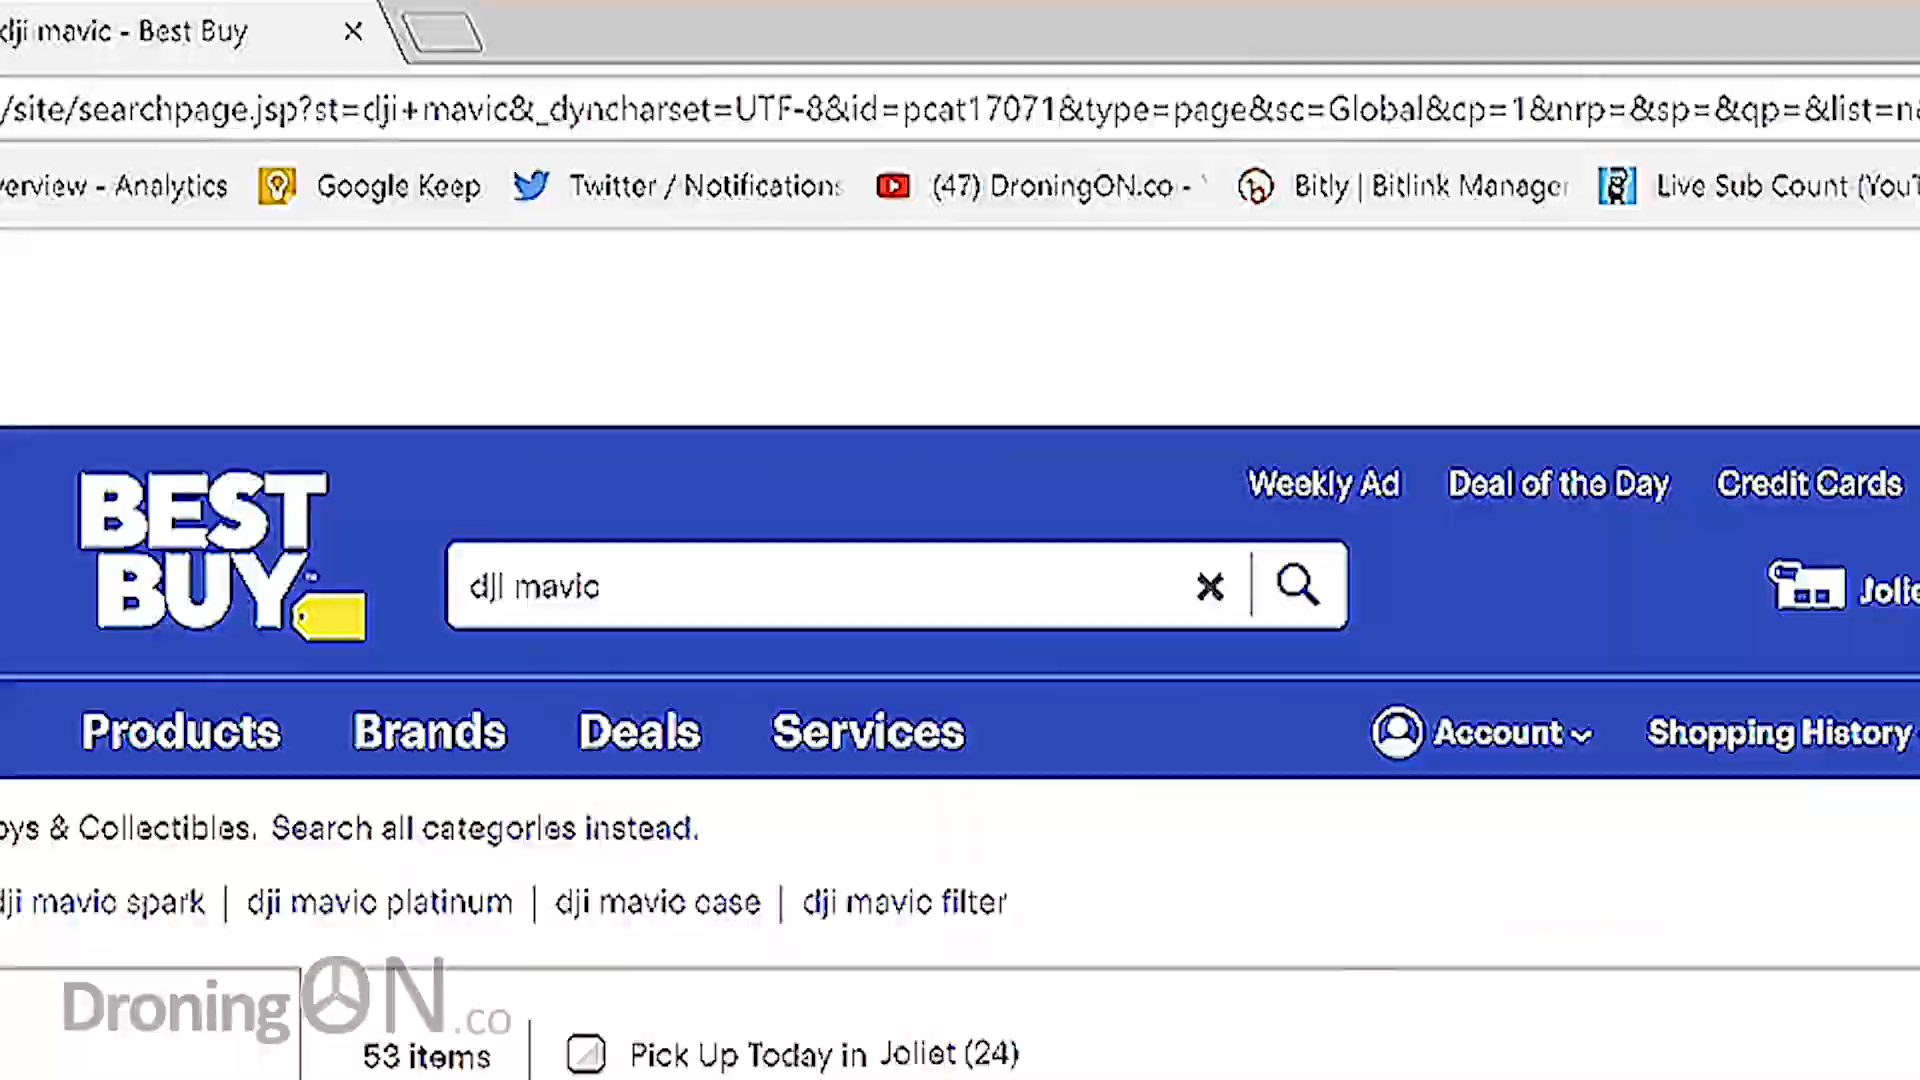 dji mavic - Best Buy
/site/searchpage.jsp?st=dji+mavic&_dyncharset=UTF-8&id=pcat17071&type=page&sc=Global&cp=1&nrp=&sp=&qp=&list=n
verview - Analytics Google Keep Twitter / Notifications (47) DroningON.co - Bitly | Bitlink Manager Live Sub Count (YouT
Weekly Ad Deal of the Day Credit Cards
BEST
BUY
dji mavic
Jolie
Products Brands Deals Services Account Shopping History
oys & Collectibles. Search all categories instead.
dji mavic spark | dji mavic platinum | dji mavic case | dji mavic filter
DroningON.co
53 items Pick Up Today in Joliet (24)